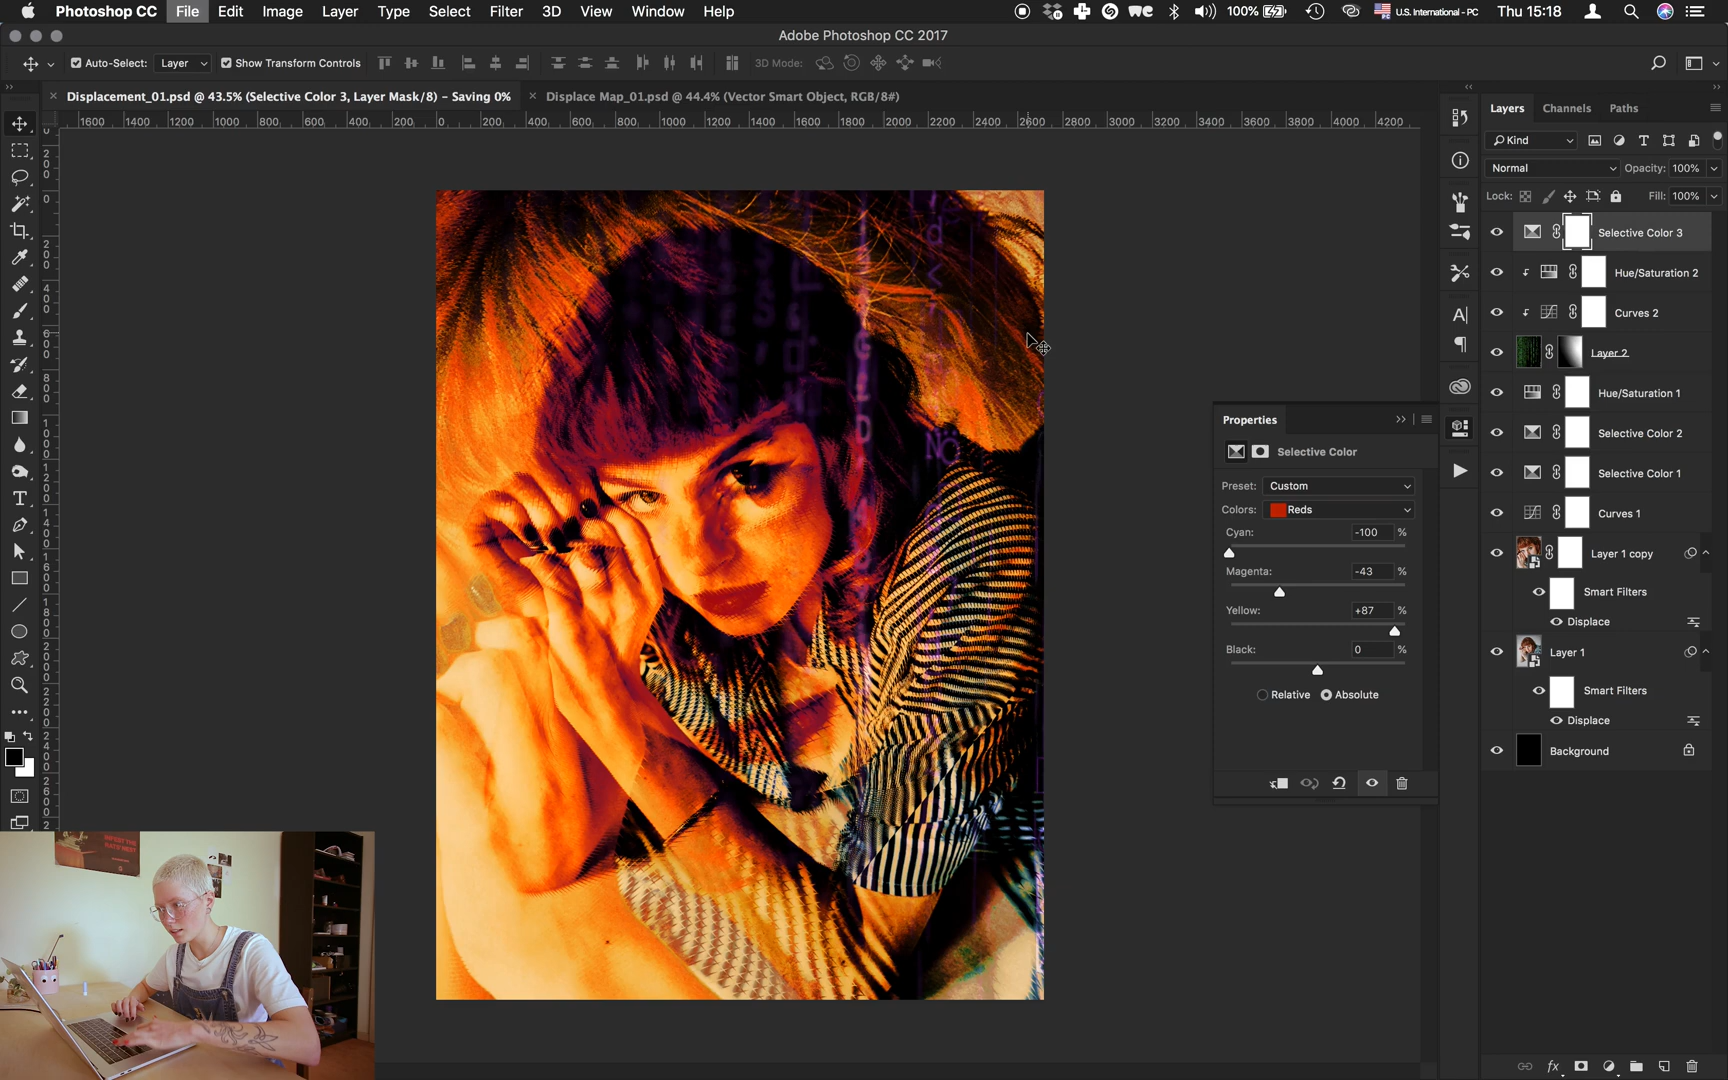 Photoshop CC File Edit Image Layer Type Select Filter 3D View Window Help
100% U.S. International - PC Thu 15:18
Adobe Photoshop CC 2017
Auto-Select: Layer Show Transform Controls 3D Mode:
Displacement_01.psd @ 43.5% (Selective Color 3, Layer Mask/8) – Saving 0%
Displace Map_01.psd @ 44.4% (Vector Smart Object, RGB/8#)
1600 1400 1200 1000 800 600 400 200 0 200 400 600 800 1000 1200 1400 1600 1800 2000 2200 2400 2600 2800 3000 3200 3400 3600 3800 4000 4200
Layers Channels Paths
Kind
Normal Opacity: 100%
Lock: Fill: 100%
Selective Color 3
Hue/Saturation 2
Curves 2
Layer 2
Hue/Saturation 1
Selective Color 2
Selective Color 1
Curves 1
Layer 1 copy
Smart Filters
Displace
Layer 1
Smart Filters
Displace
Background
Properties
Selective Color
Preset: Custom
Colors: Reds
Cyan: -100 %
Magenta: -43 %
Yellow: +87 %
Black: 0 %
Relative Absolute